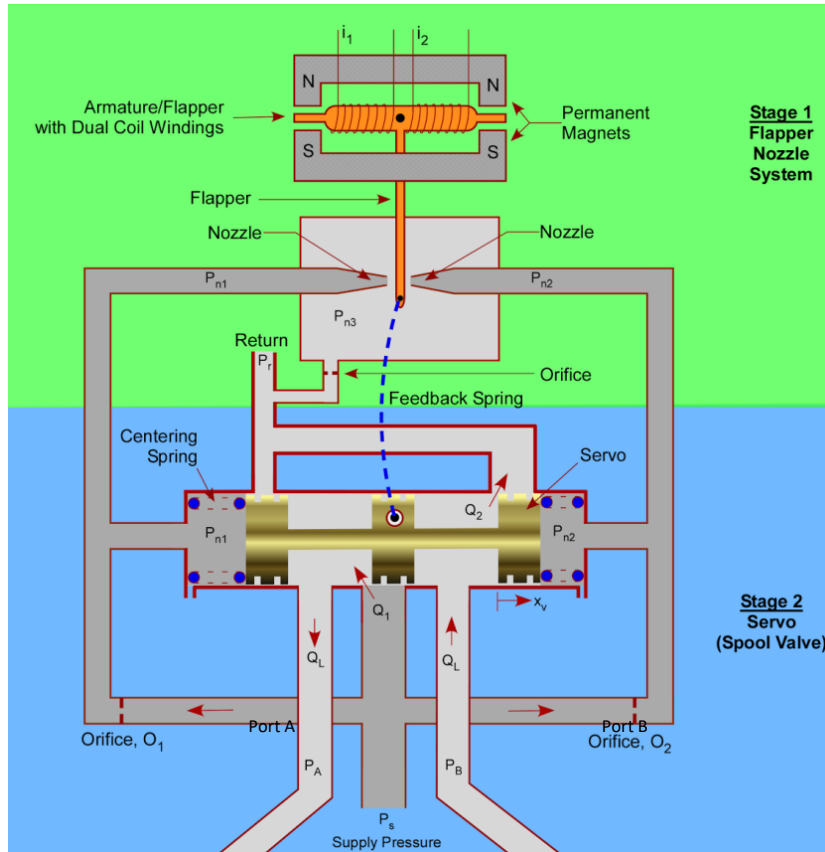 i1
i2
N
N
Armature/Flapper
with Dual Coil Windings
Permanent
Magnets
Stage 1
Flapper
Nozzle
System
S
S
Flapper
Nozzle
Nozzle
Pn1
Pn2
Pn3
Return
Pr
Orifice
Feedback Spring
Centering
Spring
Servo
Pn1
Q2
Pn2
Q1
xv
Stage 2
Servo
(Spool Valve)
QL
QL
Port A
Port B
Orifice, O1
Orifice, O2
PA
PB
Ps
Supply Pressure